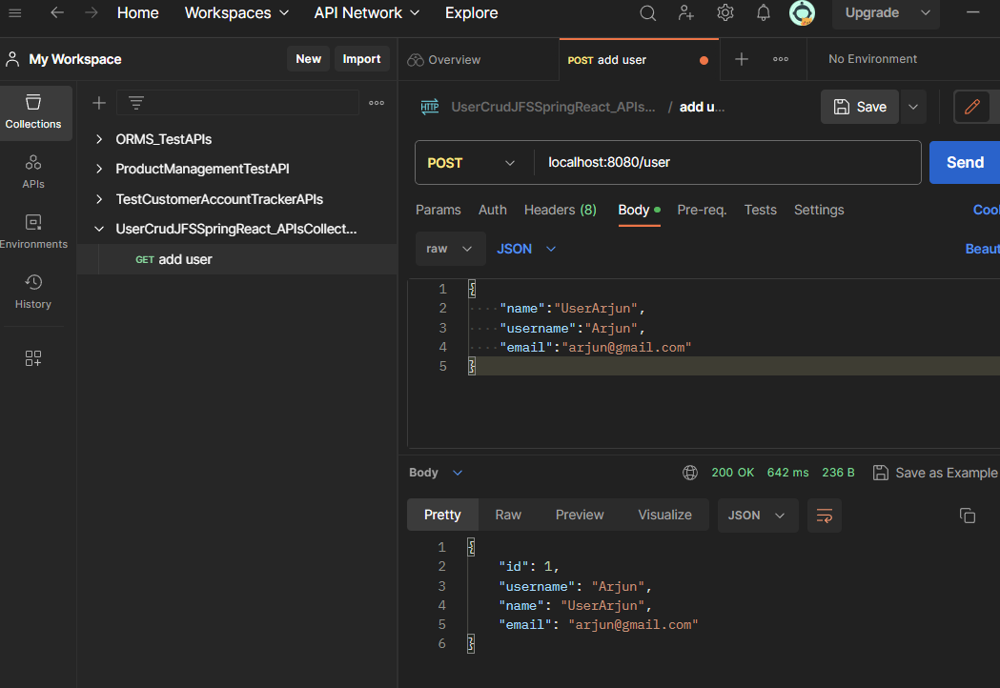 Home Workspaces API Network Explore Upgrade
My Workspace New Import
Overview POST add user No Environment
Collections
APIs
Environments
History
ORMS_TestAPIs
ProductManagementTestAPI
TestCustomerAccountTrackerAPIs
UserCrudJFSSpringReact_APIsCollect...
GET add user
HTTP UserCrudJFSSpringReact_APIs... / add u... Save
POST localhost:8080/user Send
Params Auth Headers (8) Body Pre-req. Tests Settings Cool
raw JSON Beaut
1 {
2 "name":"UserArjun",
3 "username":"Arjun",
4 "email":"arjun@gmail.com"
5 }
Body 200 OK 642 ms 236 B Save as Example
Pretty Raw Preview Visualize JSON
1 {
2 "id": 1,
3 "username": "Arjun",
4 "name": "UserArjun",
5 "email": "arjun@gmail.com"
6 }